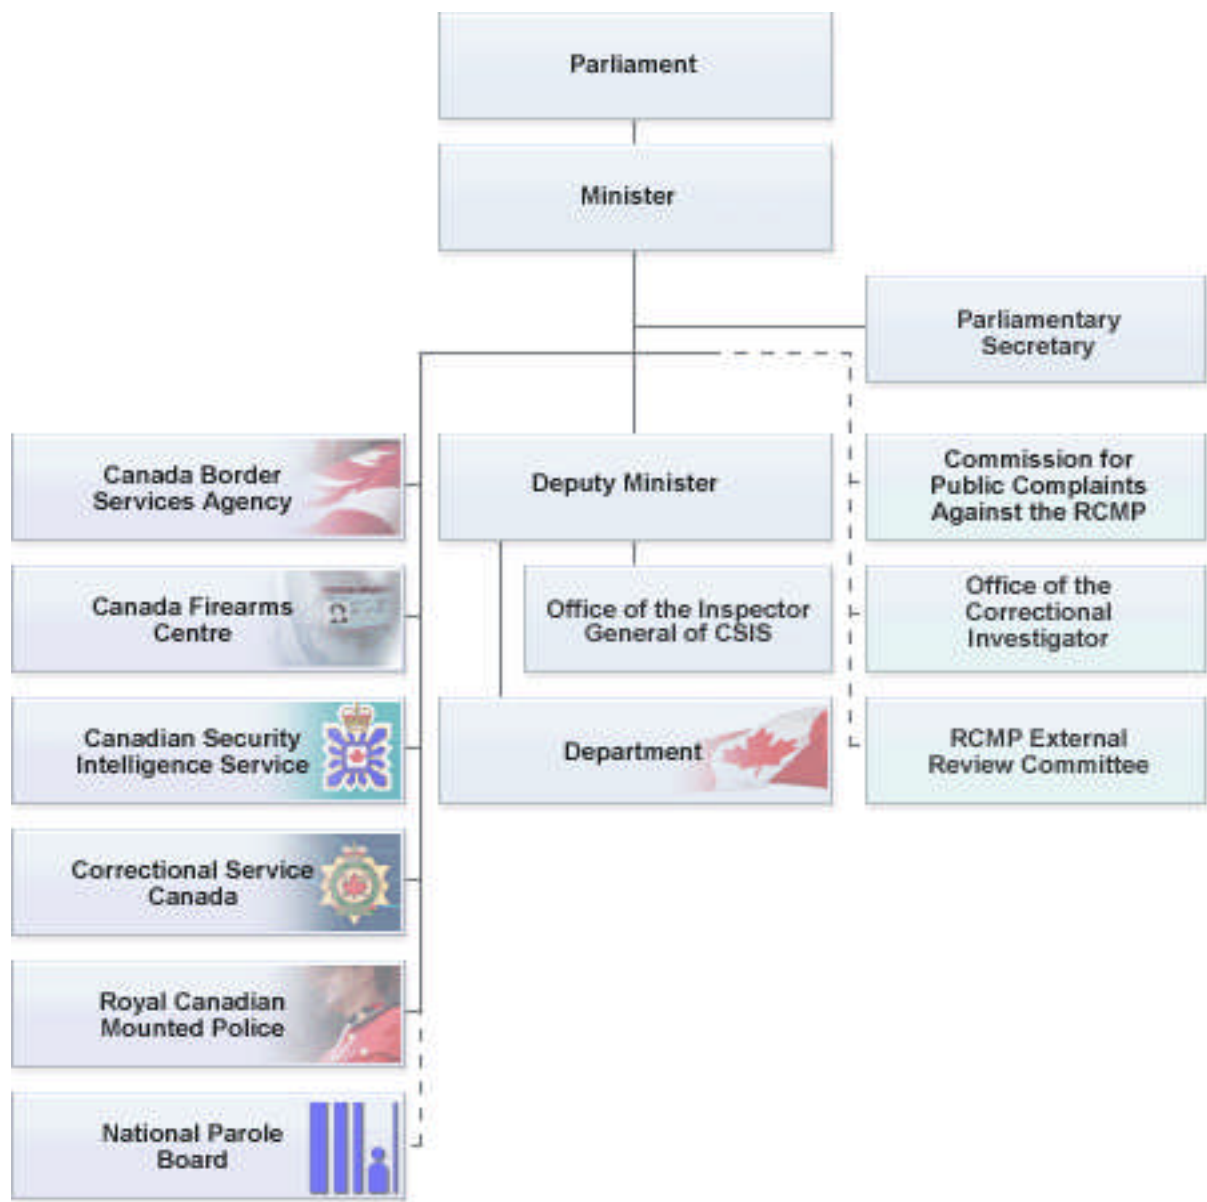 Parliament
Minister
Parliamentary
Secretary
Canada Border
Services Agency
Canada Firearms
Centre
Canadian Security
Intelligence Service
Correctional Service
Canada
Royal Canadian
Mounted Police
National Parole
Board
Deputy Minister
Office of the Inspector
General of CSIS
Department
Commission for
Public Complaints
Against the RCMP
Office of the
Correctional
Investigator
RCMP External
Review Committee